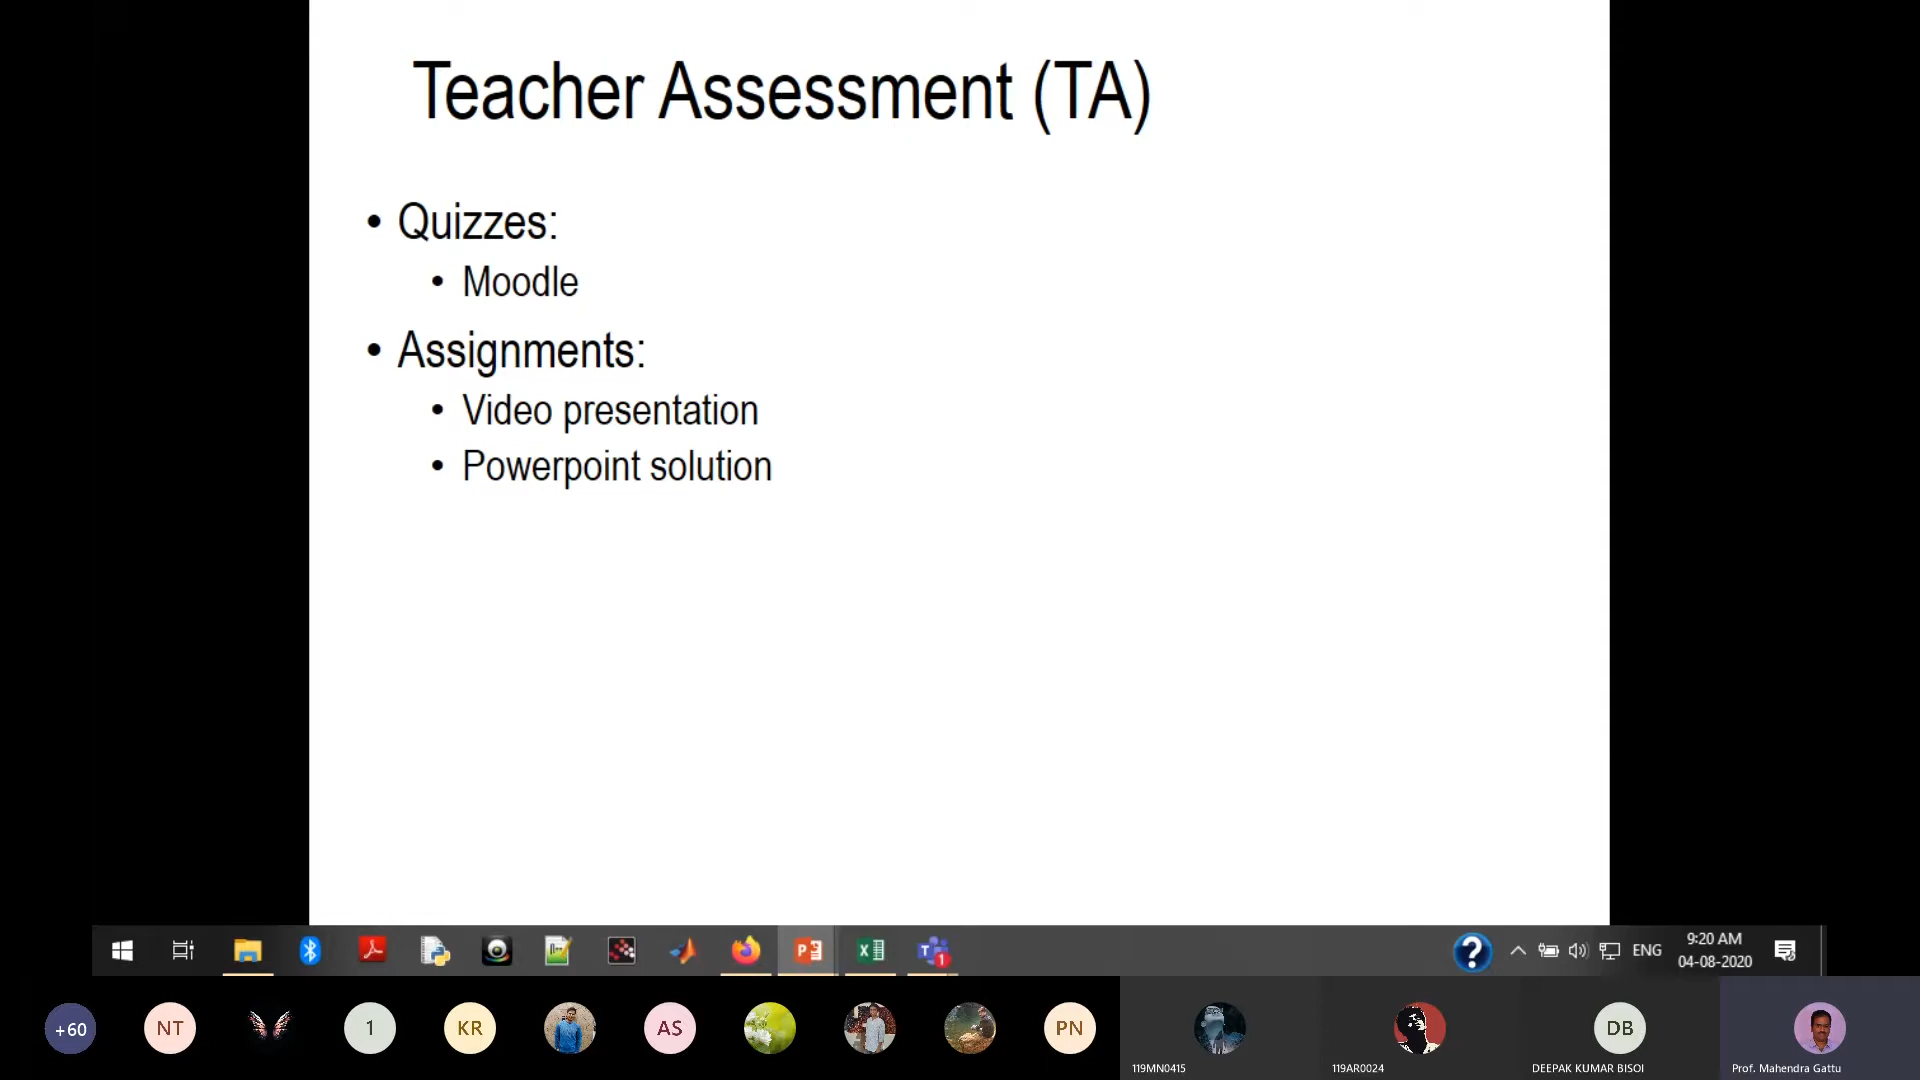 Teacher Assessment (TA)
• Quizzes:
• Moodle
• Assignments:
• Video presentation
• Powerpoint solution
ENG
9:20 AM
04-08-2020
+60
NT
1
KR
AS
PN
DB
119MN0415
119AR0024
DEEPAK KUMAR BISOI
Prof. Mahendra Gattu